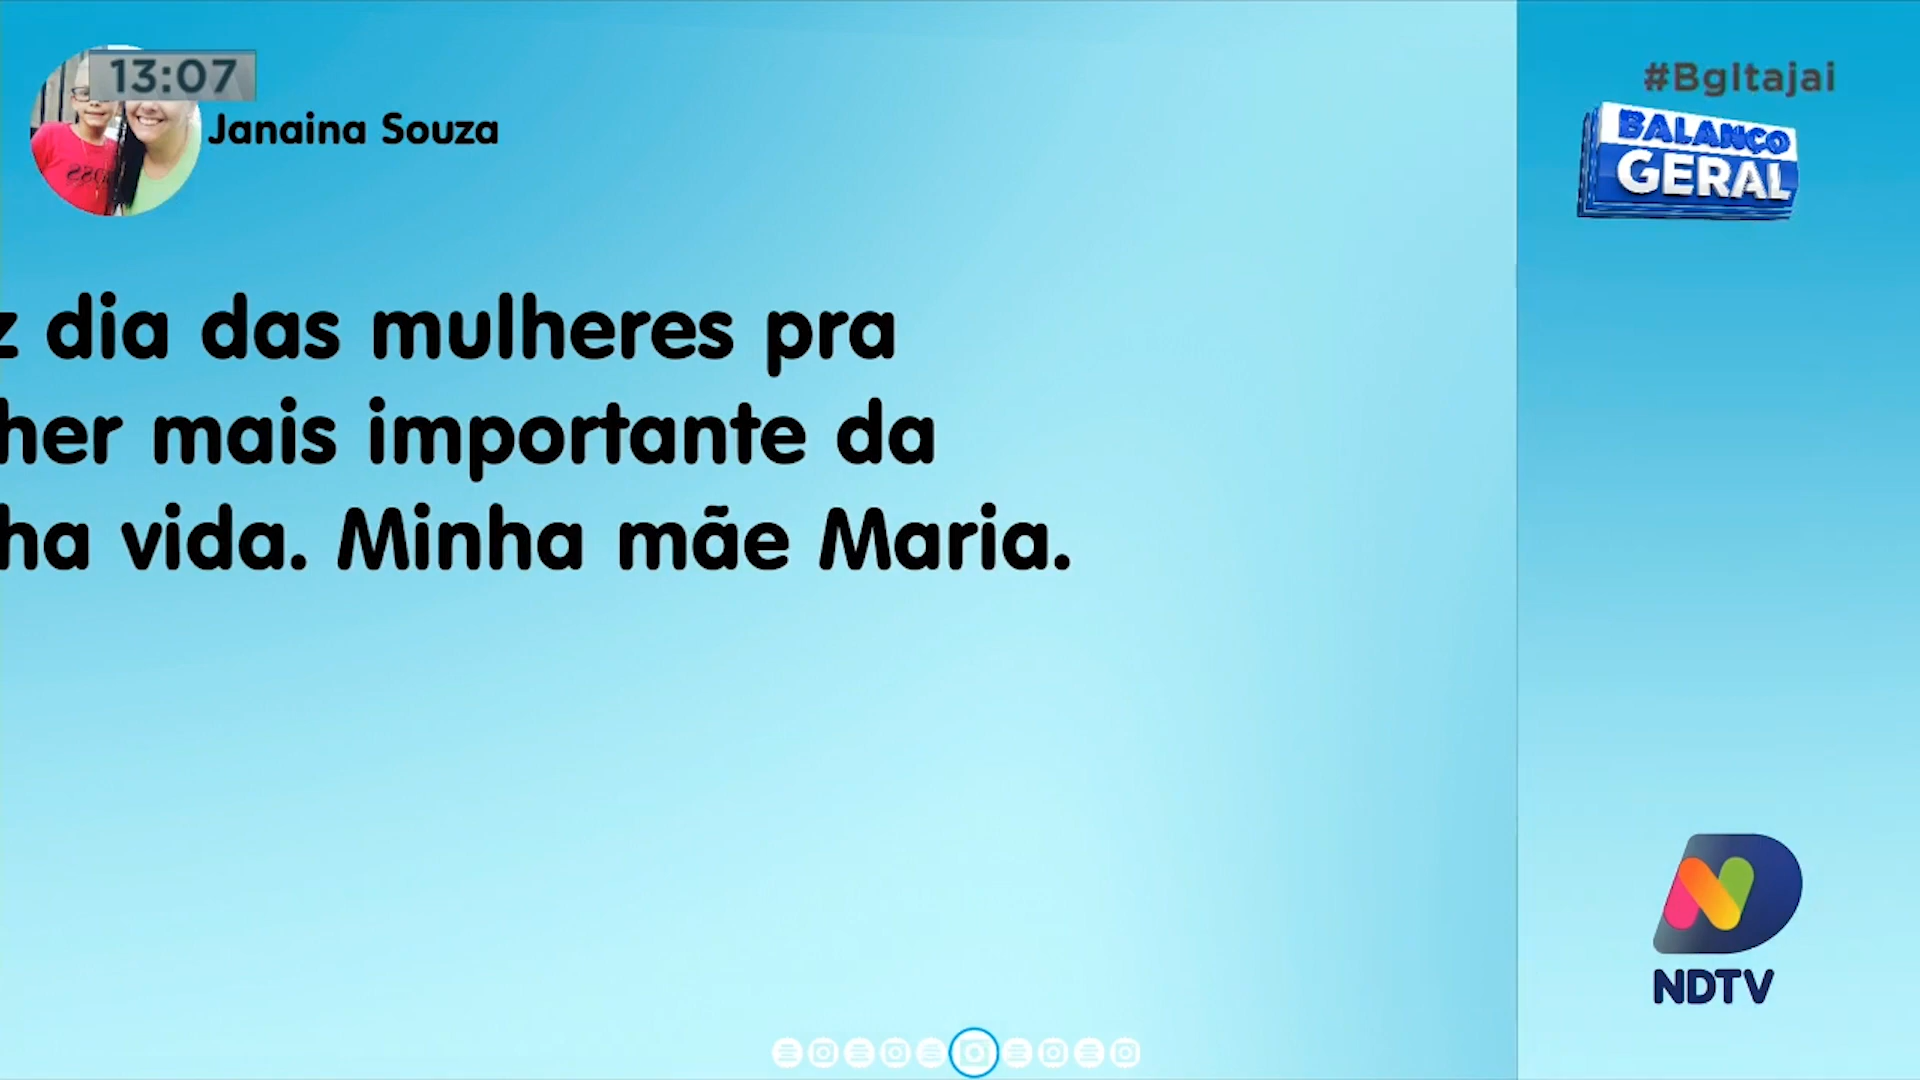 13:07
Janaina Souza
#BgItajai
BALANÇO
GERAL
z dia das mulheres pra
her mais importante da
ha vida. Minha mãe Maria.
NDTV